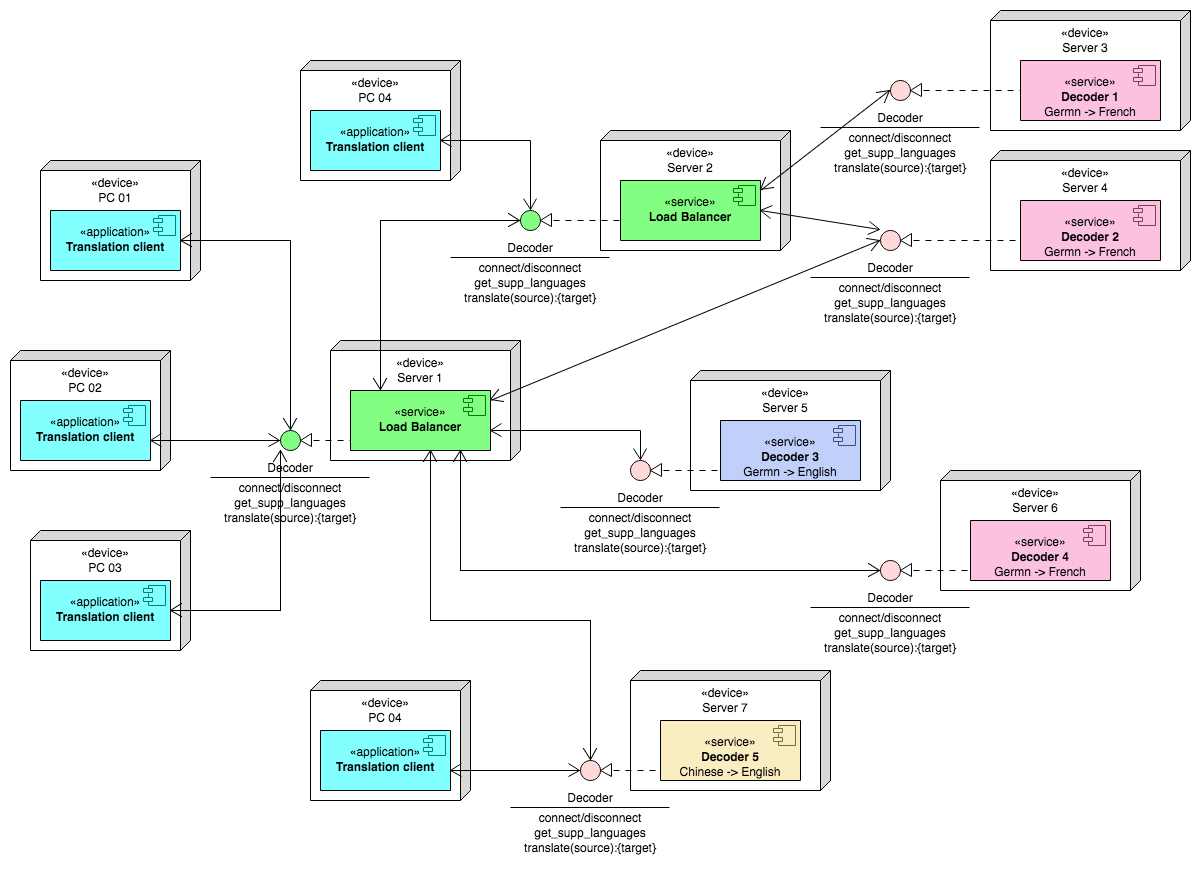 «device»
Server 3
«service»
Decoder 1
Germn -> French
Decoder
connect/disconnect
get_supp_languages
translate(source):{target}
«device»
PC 04
«application»
Translation client
«device»
Server 2
«service»
Load Balancer
Decoder
connect/disconnect
get_supp_languages
translate(source):{target}
«device»
Server 4
«service»
Decoder 2
Germn -> French
Decoder
connect/disconnect
get_supp_languages
translate(source):{target}
«device»
PC 01
«application»
Translation client
«device»
PC 02
«application»
Translation client
«device»
Server 1
«service»
Load Balancer
Decoder
connect/disconnect
get_supp_languages
translate(source):{target}
«device»
Server 5
«service»
Decoder 3
Germn -> English
Decoder
connect/disconnect
get_supp_languages
translate(source):{target}
«device»
Server 6
«service»
Decoder 4
Germn -> French
Decoder
connect/disconnect
get_supp_languages
translate(source):{target}
«device»
PC 03
«application»
Translation client
«device»
PC 04
«application»
Translation client
«device»
Server 7
«service»
Decoder 5
Chinese -> English
Decoder
connect/disconnect
get_supp_languages
translate(source):{target}